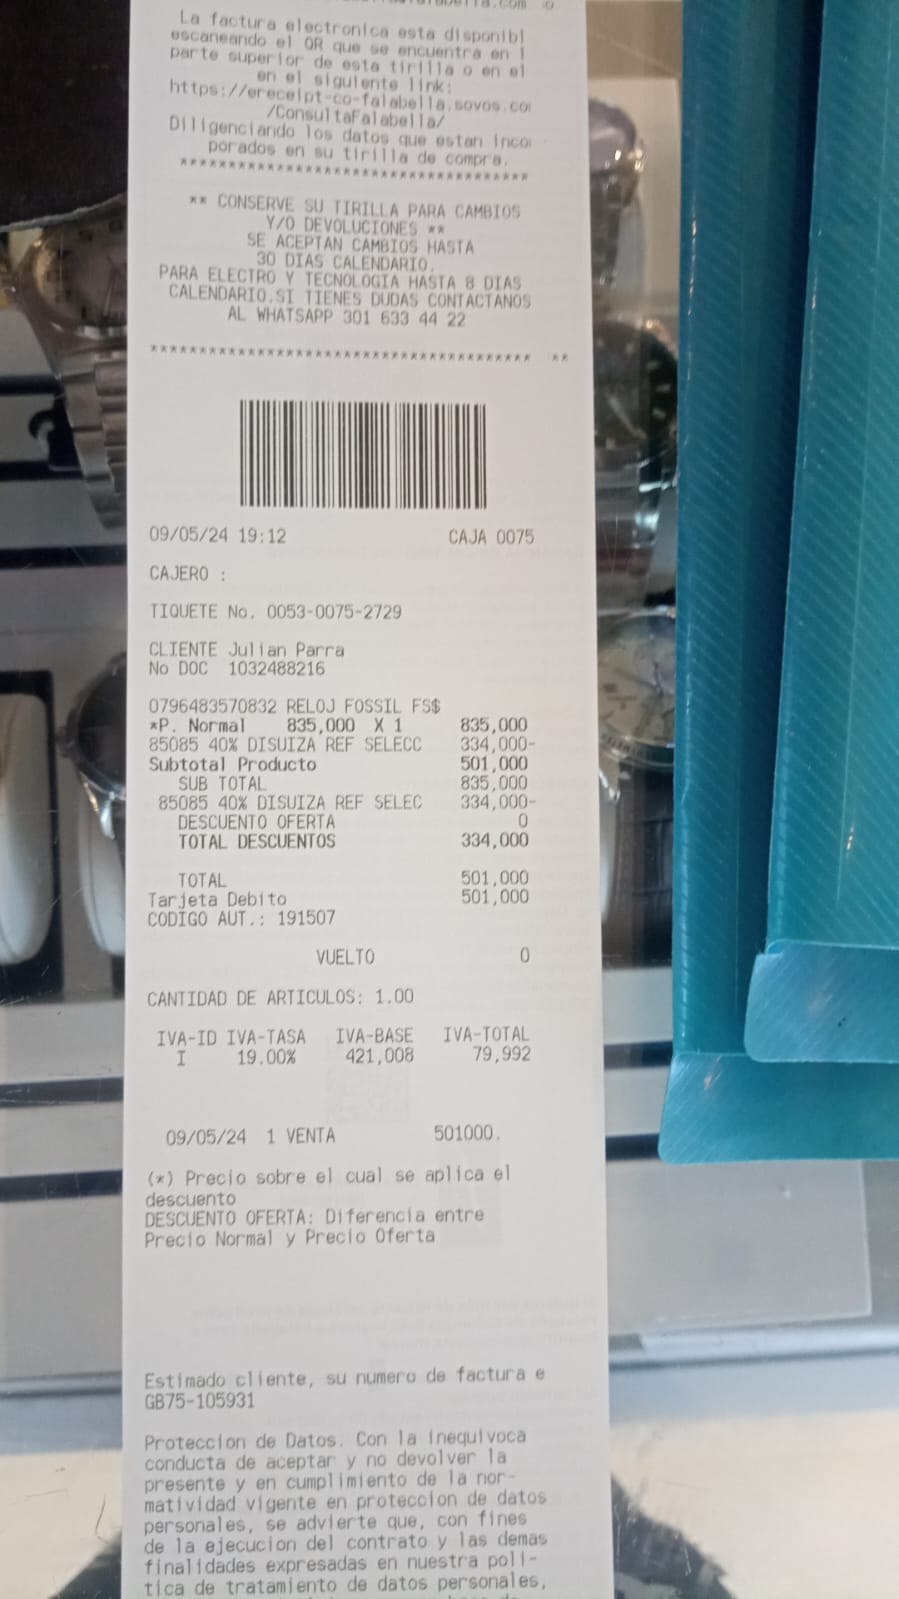 La factura electronica esta disponibl
escaneando el QR que se encuentra en l
parte superior de esta tirilla o en el
en el siguiente link:
https://ereceipt-co-falabella.sovos.co
/ConsultaFalabella/
Diligenciando los datos que estan inco
porados en su tirilla de compra.
***************************************
** CONSERVE SU TIRILLA PARA CAMBIOS
Y/O DEVOLUCIONES **
SE ACEPTAN CAMBIOS HASTA
30 DIAS CALENDARIO.
PARA ELECTRO Y TECNOLOGIA HASTA 8 DIAS
CALENDARIO.SI TIENES DUDAS CONTACTANOS
AL WHATSAPP 301 633 44 22
*************************************** **
09/05/24 19:12 CAJA 0075
CAJERO :
TIQUETE No. 0053-0075-2729
CLIENTE Julian Parra
No DOC 1032488216
0796483570832 RELOJ FOSSIL FS$
*P. Normal 835,000 X 1 835,000
85085 40% DISUIZA REF SELECC 334,000-
Subtotal Producto 501,000
SUB TOTAL 835,000
85085 40% DISUIZA REF SELEC 334,000-
DESCUENTO OFERTA 0
TOTAL DESCUENTOS 334,000
TOTAL 501,000
Tarjeta Debito 501,000
CODIGO AUT.: 191507
VUELTO 0
CANTIDAD DE ARTICULOS: 1.00
IVA-ID IVA-TASA IVA-BASE IVA-TOTAL
I 19.00% 421,008 79,992
09/05/24 1 VENTA 501000.
(*) Precio sobre el cual se aplica el
descuento
DESCUENTO OFERTA: Diferencia entre
Precio Normal y Precio Oferta
Estimado cliente, su numero de factura e
GB75-105931
Proteccion de Datos. Con la inequivoca
conducta de aceptar y no devolver la
presente y en cumplimiento de la nor-
matividad vigente en proteccion de datos
personales, se advierte que, con fines
de la ejecucion del contrato y las demas
finalidades expresadas en nuestra poli-
tica de tratamiento de datos personales,